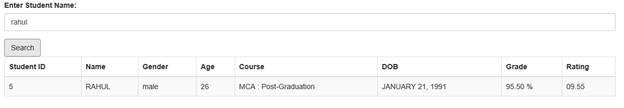 Enter Student Name:
rahul
Search
Student ID Name Gender Age Course DOB Grade Rating
5 RAHUL male 26 MCA : Post-Graduation JANUARY 21, 1991 95.50 % 09.55